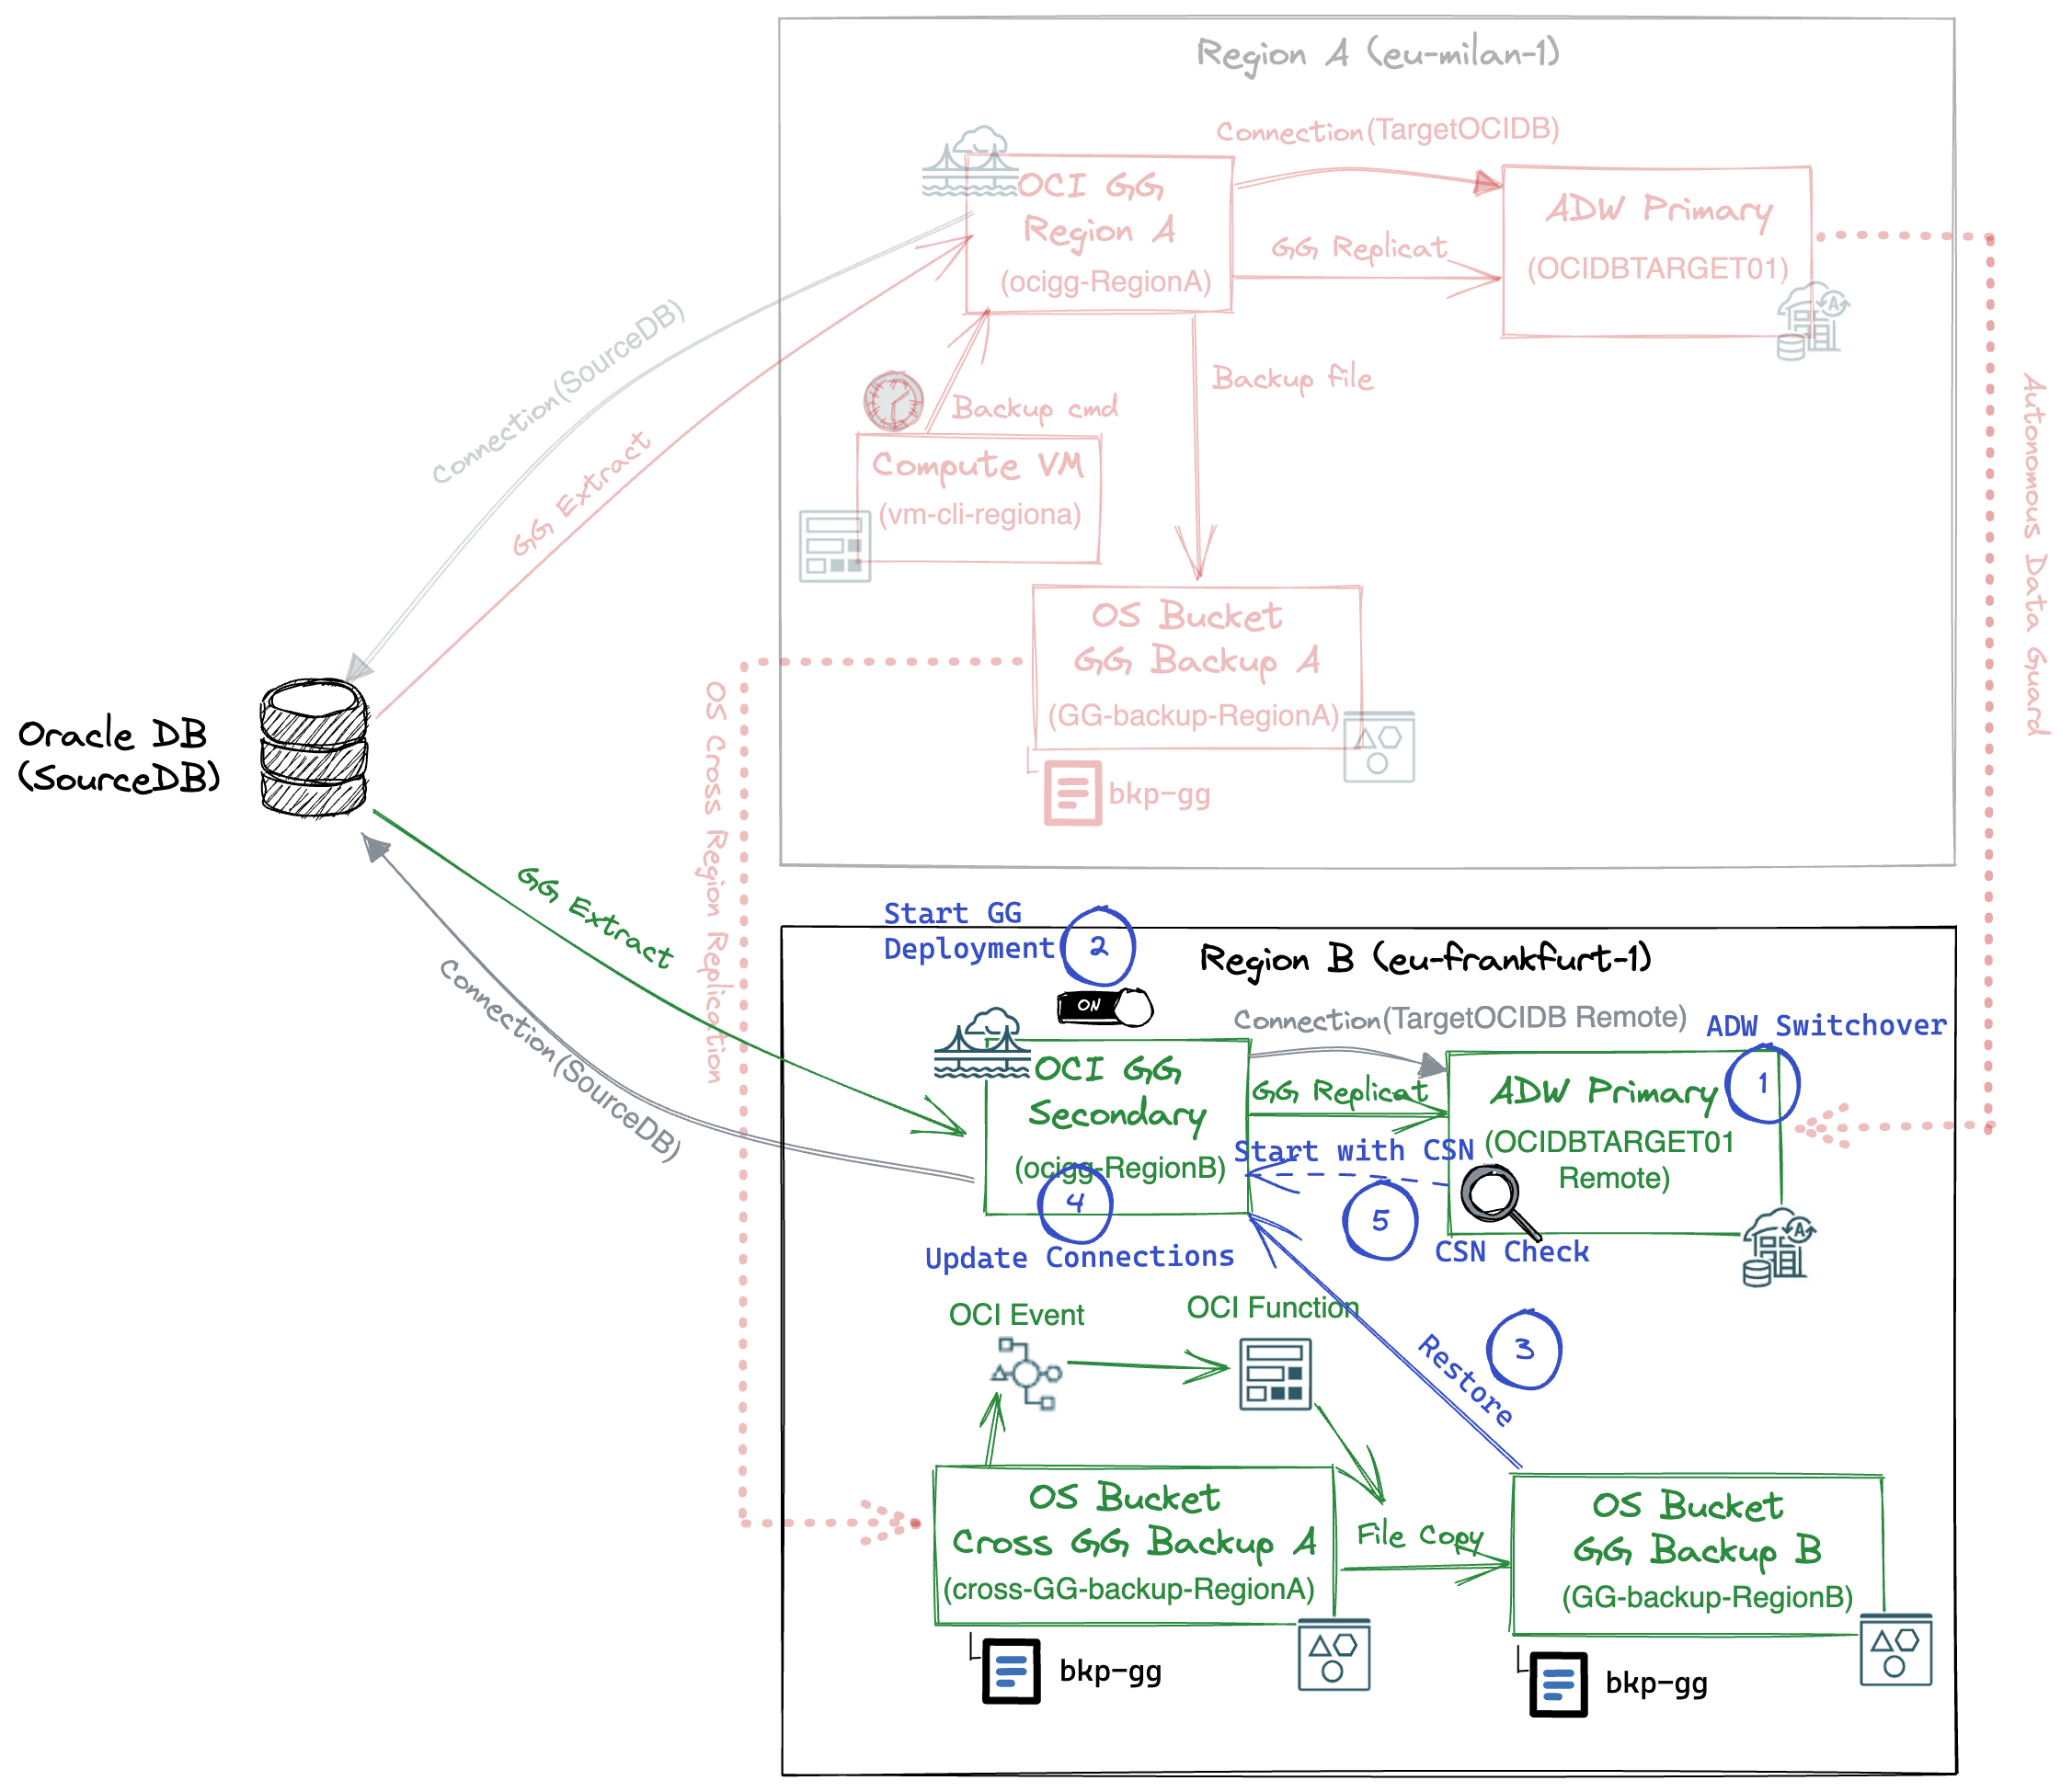 Region A (eu-milan-1)
Connection(TargetOCIDB)
OCI GG
Region A
(ocigg-RegionA)
GG Replicat
ADW Primary
(OCIDBTARGET01)
A
Connection(SourceDB)
GG Extract
Backup cmd
Backup file
Compute VM
(vm-cli-regiona)
Autonomous Data Guard
OS Bucket
GG Backup A
(GG-backup-RegionA)
bkp-gg
OS Cross Region Replication
Oracle DB
(SourceDB)
GG Extract
Connection(SourceDB)
Start GG
Deployment
2
Region B (eu-frankfurt-1)
ON
Connection(TargetOCIDB Remote)
ADW Switchover
1
OCI GG
Secondary
(ocigg-RegionB)
GG Replicat
ADW Primary
(OCIDBTARGET01
Remote)
Start with CSN
4
5
Update Connections
CSN Check
A
OCI Event
OCI Function
3
Restore
OS Bucket
Cross GG Backup A
(cross-GG-backup-RegionA)
File Copy
OS Bucket
GG Backup B
(GG-backup-RegionB)
bkp-gg
bkp-gg